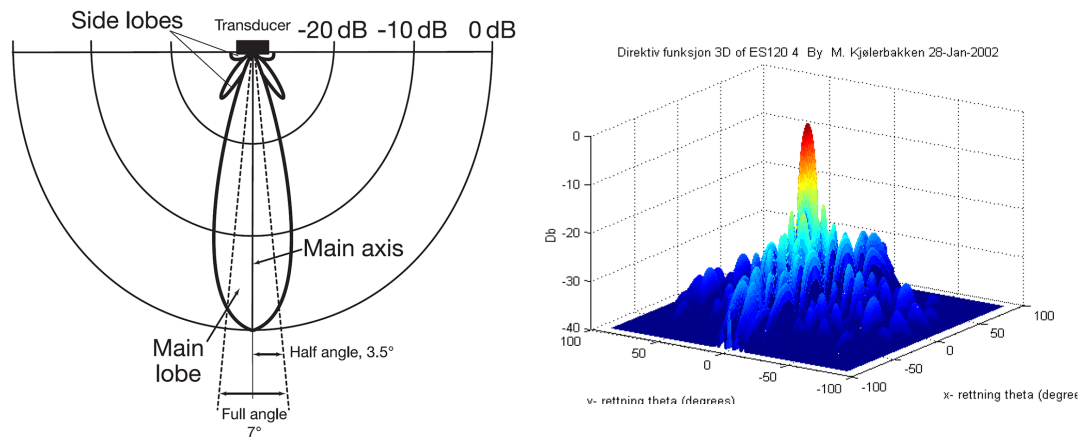 Side lobes
Transducer
-20 dB -10 dB 0 dB
Main axis
Main
lobe
Half angle, 3.5°
Full angle
7°
Direktiv funksjon 3D of ES120 4 By M. Kjølerbakken 28-Jan-2002
0
-10
-20
-30
-40
Db
100
50
0
-50
-100
-100
-50
0
50
100
y- rettning theta (degrees)
x- rettning theta (degree